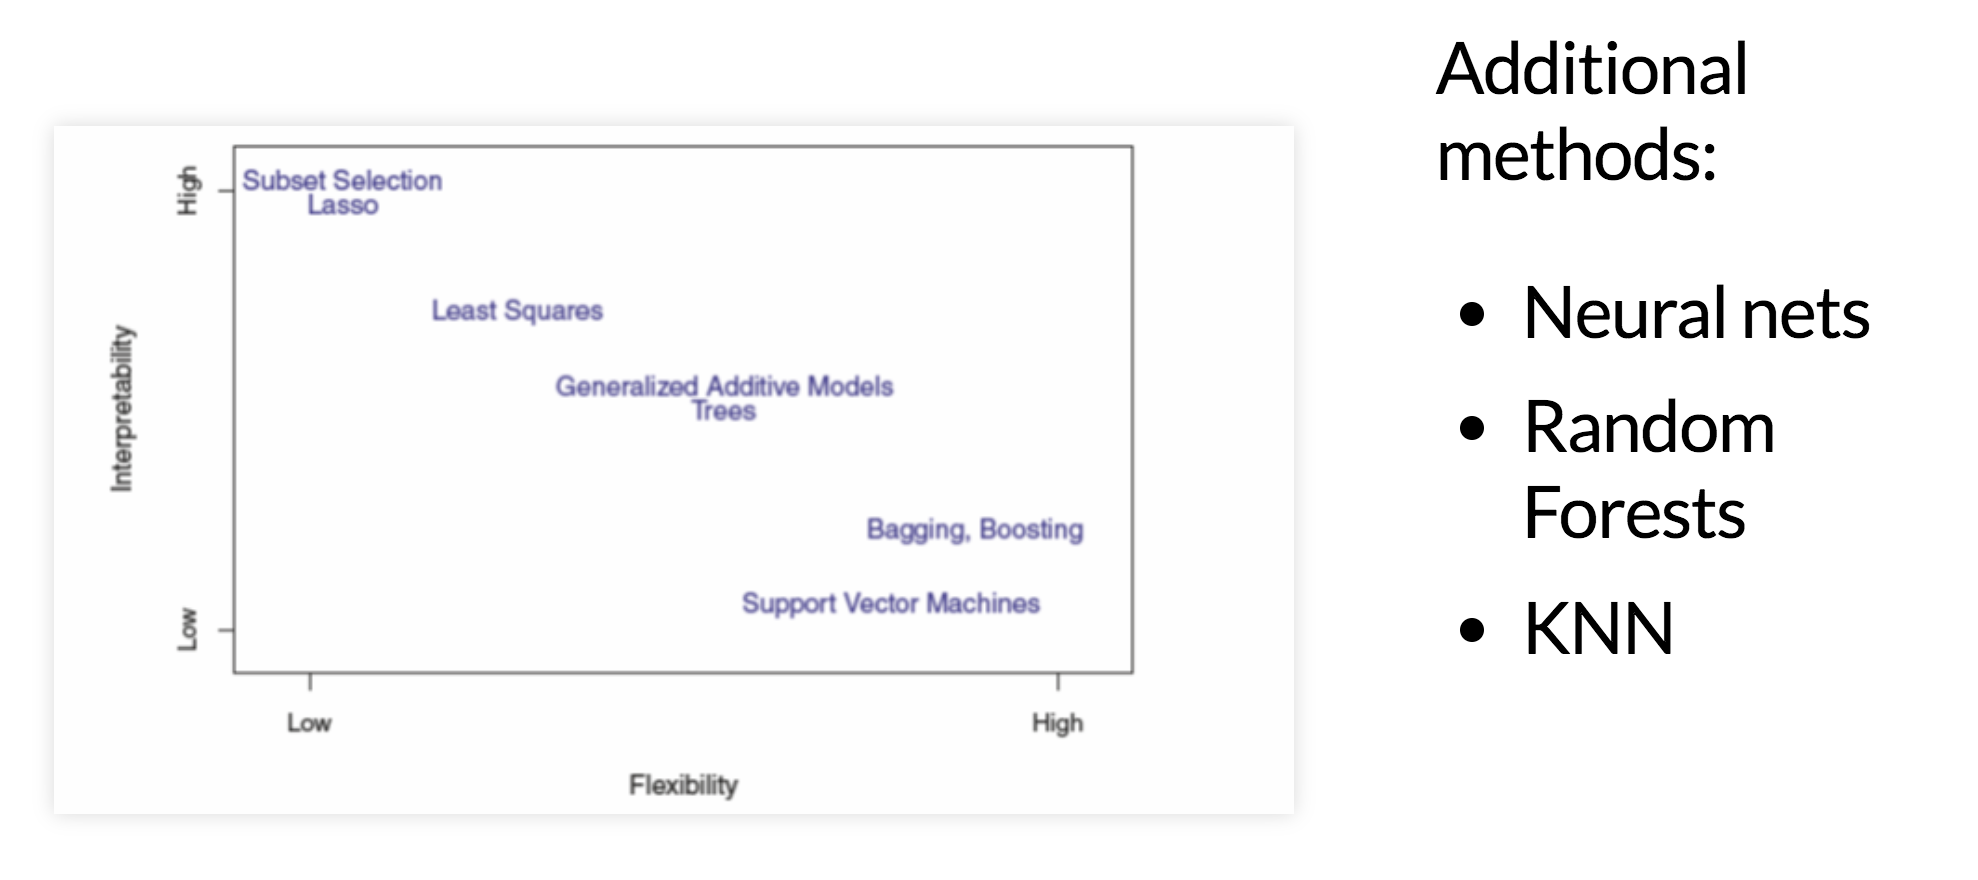 High
Subset Selection
Lasso
Least Squares
Interpretability
Generalized Additive Models
Trees
Bagging, Boosting
Support Vector Machines
Low
Low
High
Flexibility
Additional
methods:
• Neural nets
• Random
Forests
• KNN